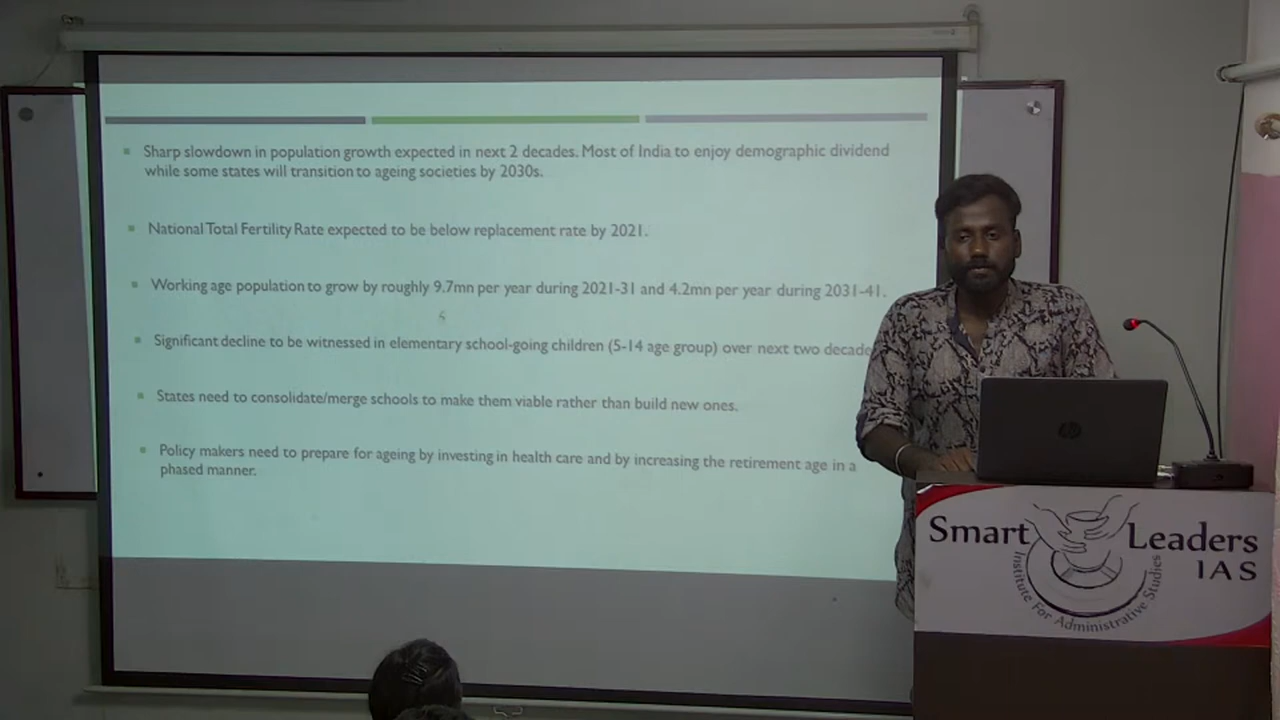 Sharp slowdown in population growth expected in next 2 decades. Most of India to enjoy demographic dividend
while some states will transition to ageing societies by 2030s.
National Total Fertility Rate expected to be below replacement rate by 2021.
Working age population to grow by roughly 9.7mn per year during 2021-31 and 4.2mn per year during 2031-41.
Significant decline to be witnessed in elementary school-going children (5-14 age group) over next two decade
States need to consolidate/merge schools to make them viable rather than build new ones.
Policy makers need to prepare for ageing by investing in health care and by increasing the retirement age in a
phased manner.
hp
Smart Leaders
IAS
Institute For Administrative Studies